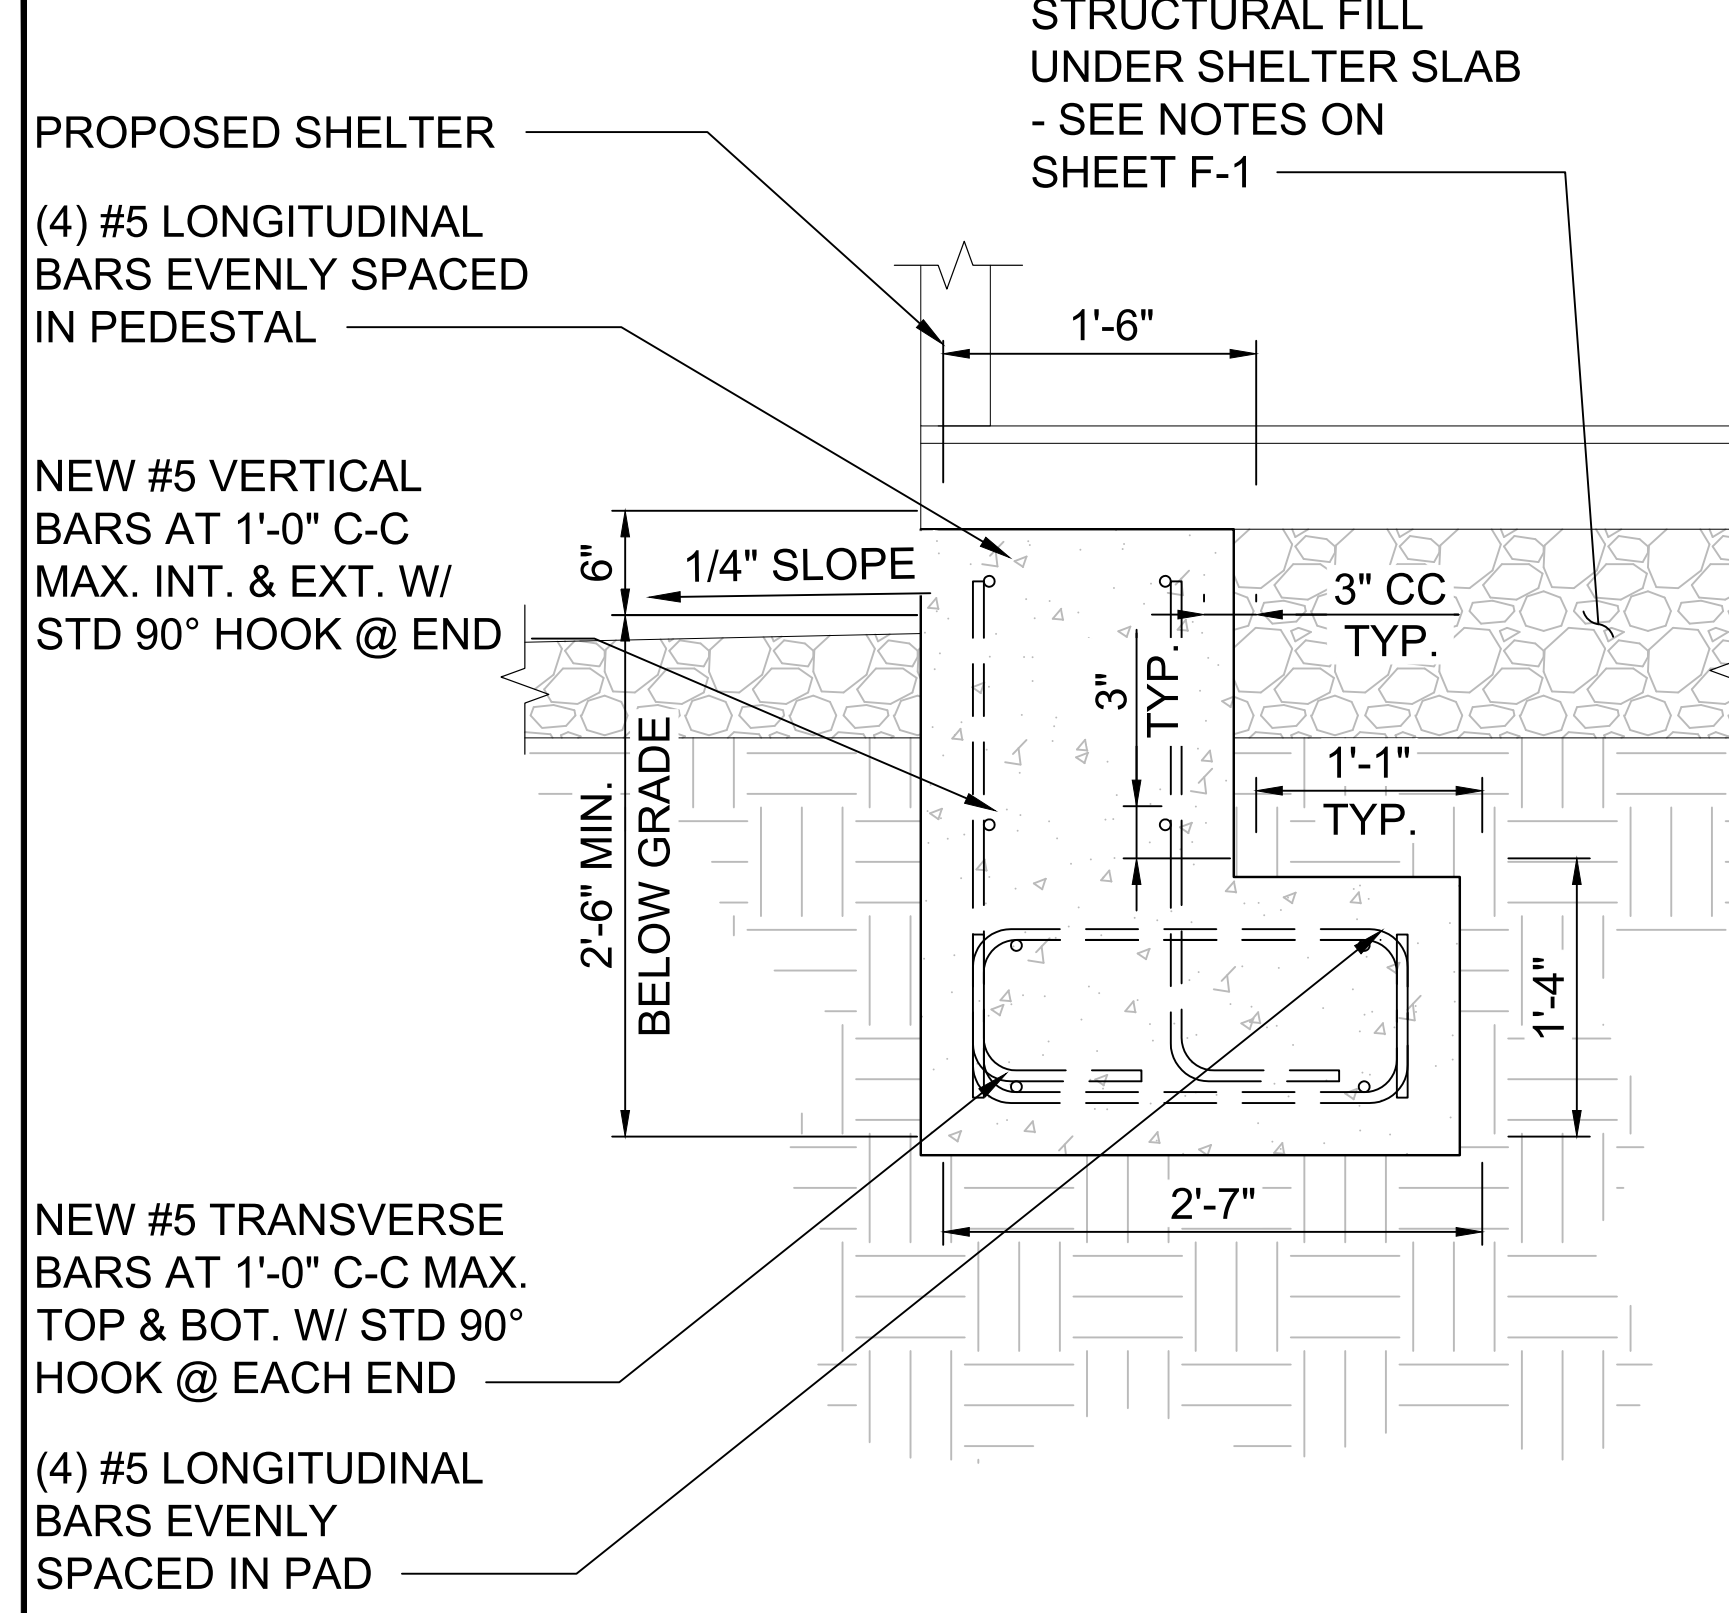 STRUCTURAL FILL
UNDER SHELTER SLAB
- SEE NOTES ON
SHEET F-1
PROPOSED SHELTER
(4) #5 LONGITUDINAL
BARS EVENLY SPACED
IN PEDESTAL
NEW #5 VERTICAL
BARS AT 1'-0" C-C
MAX. INT. & EXT. W/
STD 90° HOOK @ END
1'-6"
6"
1/4" SLOPE
3" CC
TYP.
3"
TYP.
1'-1"
TYP.
2'-6" MIN.
BELOW GRADE
1'-4"
2'-7"
NEW #5 TRANSVERSE
BARS AT 1'-0" C-C MAX.
TOP & BOT. W/ STD 90°
HOOK @ EACH END
(4) #5 LONGITUDINAL
BARS EVENLY
SPACED IN PAD